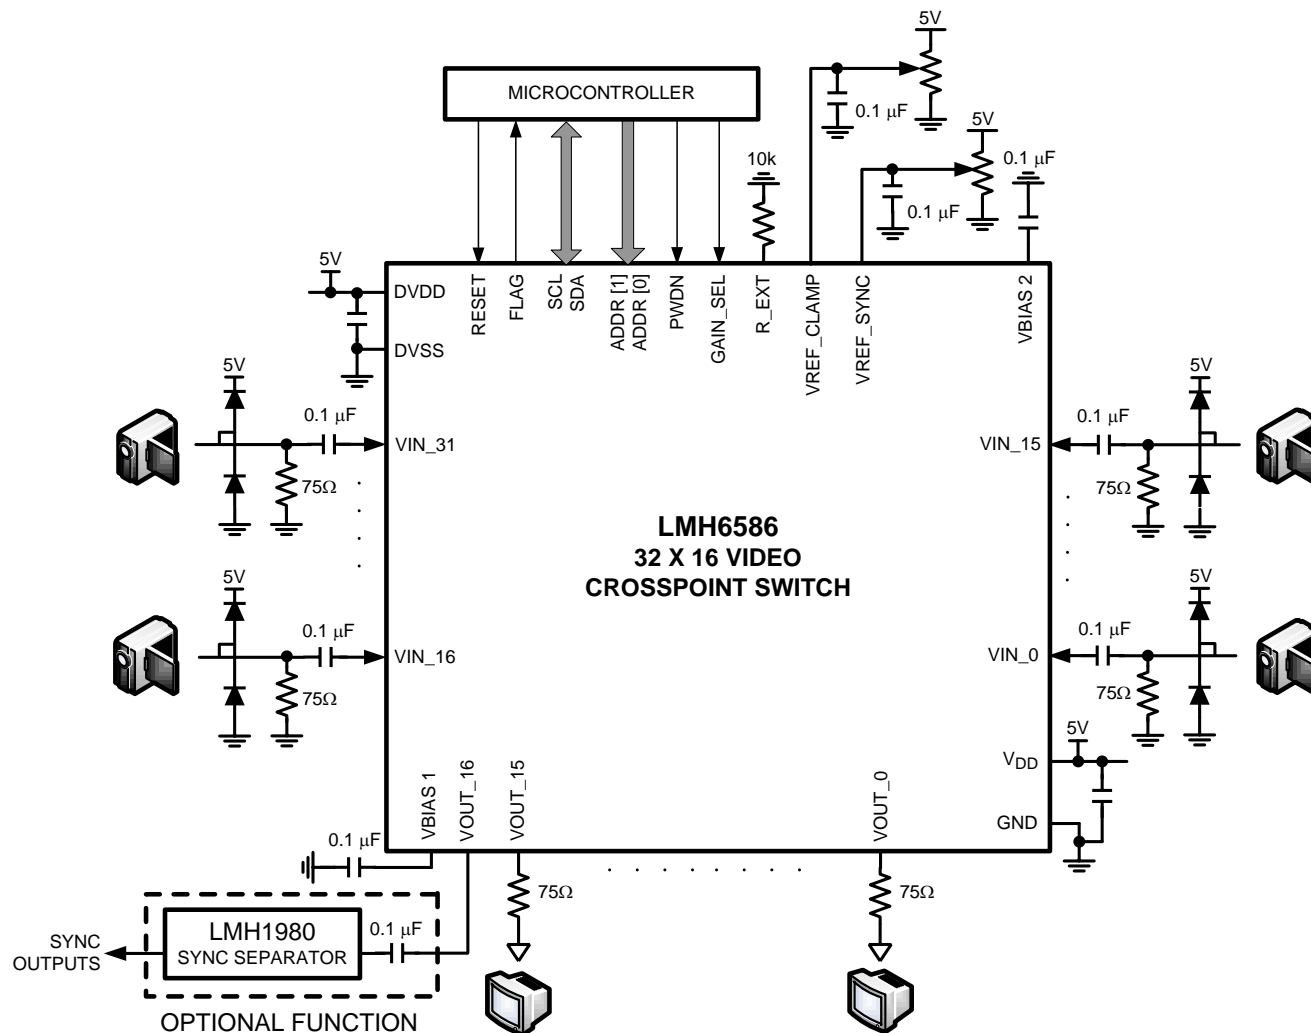 5V
MICROCONTROLLER
0.1 µF
5V
10k
0.1 µF
0.1 µF
5V
DVDD
DVSS
RESET
FLAG
SCL
SDA
ADDR [1]
ADDR [0]
PWDN
GAIN_SEL
R_EXT
VREF_CLAMP
VREF_SYNC
VBIAS 2
5V
0.1 µF
VIN_31
75Ω
5V
0.1 µF
VIN_15
75Ω
LMH6586
32 X 16 VIDEO
CROSSPOINT SWITCH
5V
0.1 µF
VIN_16
75Ω
5V
0.1 µF
VIN_0
75Ω
5V
VDD
GND
VBIAS 1
VOUT_16
VOUT_15
VOUT_0
0.1 µF
75Ω
75Ω
LMH1980
SYNC SEPARATOR
0.1 µF
SYNC
OUTPUTS
OPTIONAL FUNCTION